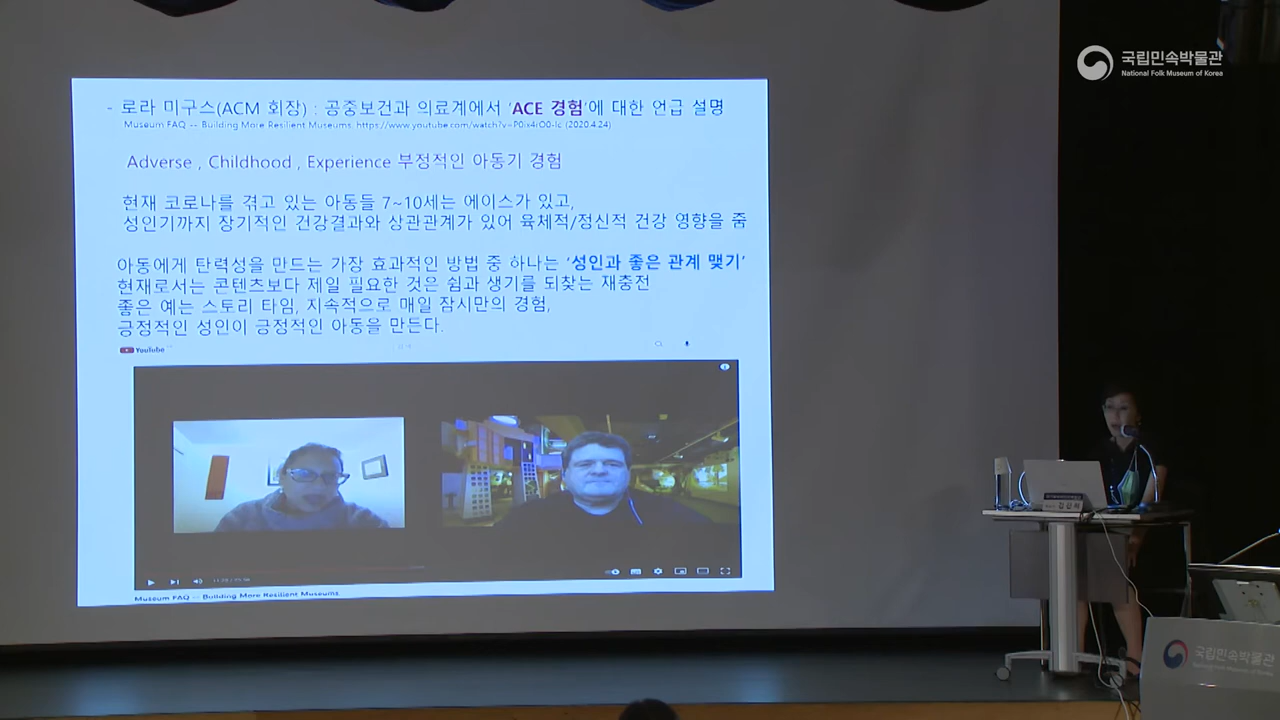 국립민속박물관
National Folk Museum of Korea
- 로라 미구스(ACM 회장) : 공중보건과 의료계에서 'ACE 경험'에 대한 언급 설명
Museum FAQ -- Building More Resilient Museums. https://www.youtube.com/watch?v= (2020.4.24)
Adverse , Childhood , Experience 부정적인 아동기 경험
현재 코로나를 겪고 있는 아동들 7~10세는 에이스가 있고,
성인기까지 장기적인 건강결과와 상관관계가 있어 육체적/정신적 건강 영향을 줌
아동에게 탄력성을 만드는 가장 효과적인 방법 중 하나는 '성인과 좋은 관계 맺기'
현재로서는 콘텐츠보다 제일 필요한 것은 쉼과 생기를 되찾는 재충전
좋은 예는 스토리 타임, 지속적으로 매일 잠시만의 경험,
긍정적인 성인이 긍정적인 아동을 만든다.
YouTube
Museum FAQ -- Building More Resilient Museums.
국립민속박물관